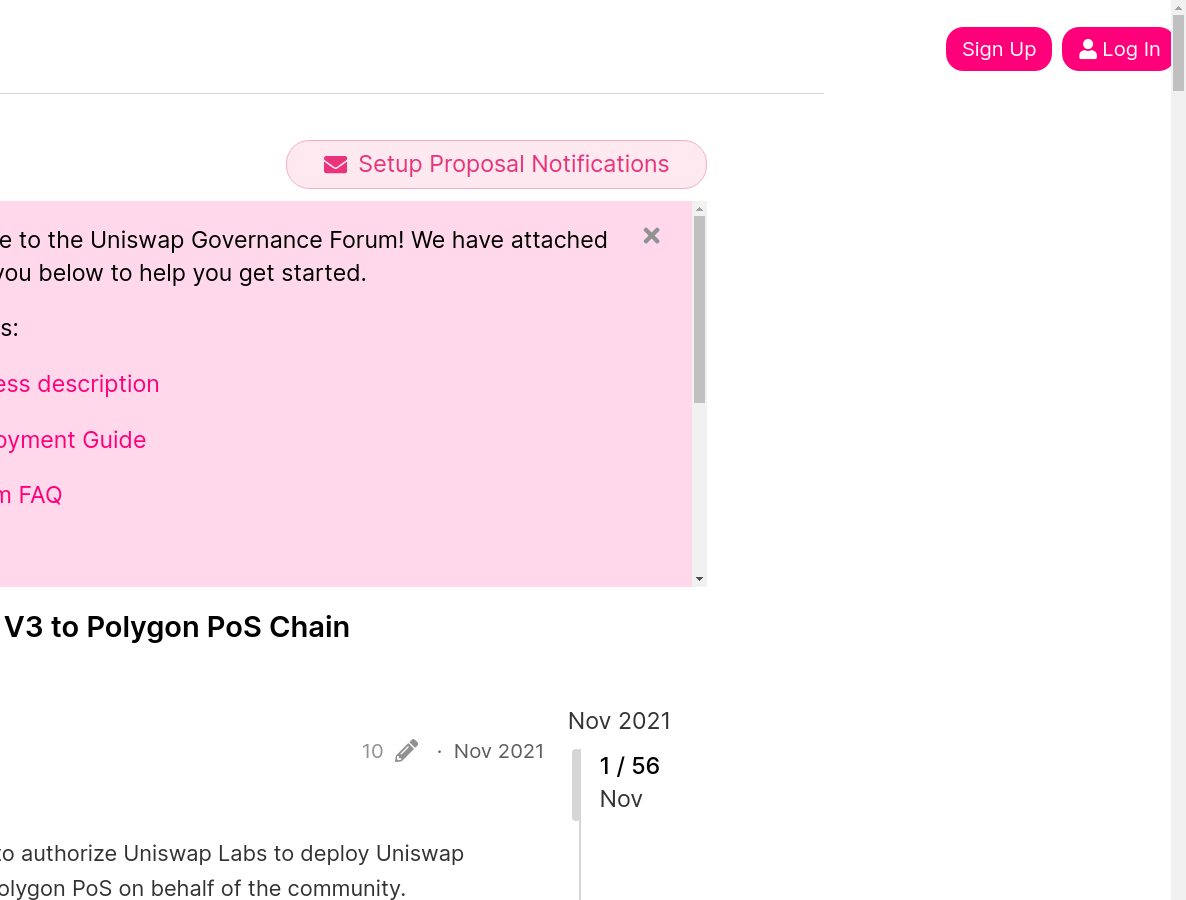 Sign Up
Log In
Setup Proposal Notifications
e to the Uniswap Governance Forum! We have attached
you below to help you get started.
s:
ess description
oyment Guide
m FAQ
V3 to Polygon PoS Chain
Nov 2021
10 · Nov 2021
1 / 56
Nov
to authorize Uniswap Labs to deploy Uniswap
olygon PoS on behalf of the community.